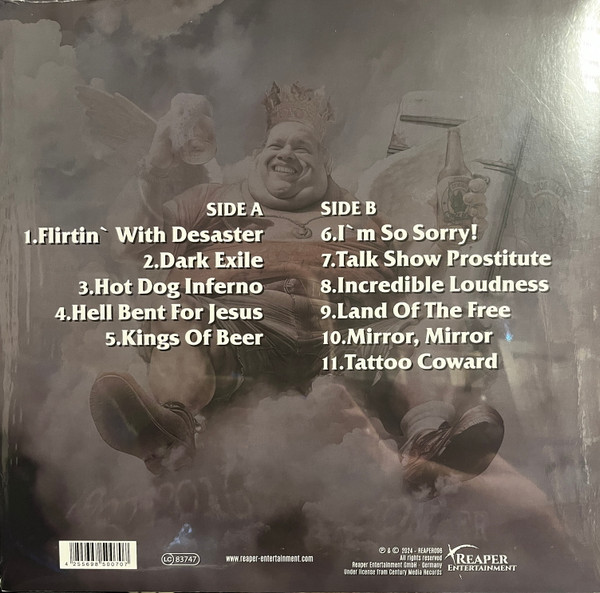 SIDE A
1.Flirtin` With Desaster
2.Dark Exile
3.Hot Dog Inferno
4.Hell Bent For Jesus
5.Kings Of Beer
SIDE B
6.I`m So Sorry!
7.Talk Show Prostitute
8.Incredible Loudness
9.Land Of The Free
10.Mirror, Mirror
11.Tattoo Coward
4 255698 500707
LC 83747
www.reaper-entertainment.com
℗ & © 2024 - REAPER096
All rights reserved
Reaper Entertainment GmbH - Germany
Under license from Century Media Records
REAPER
ENTERTAINMENT